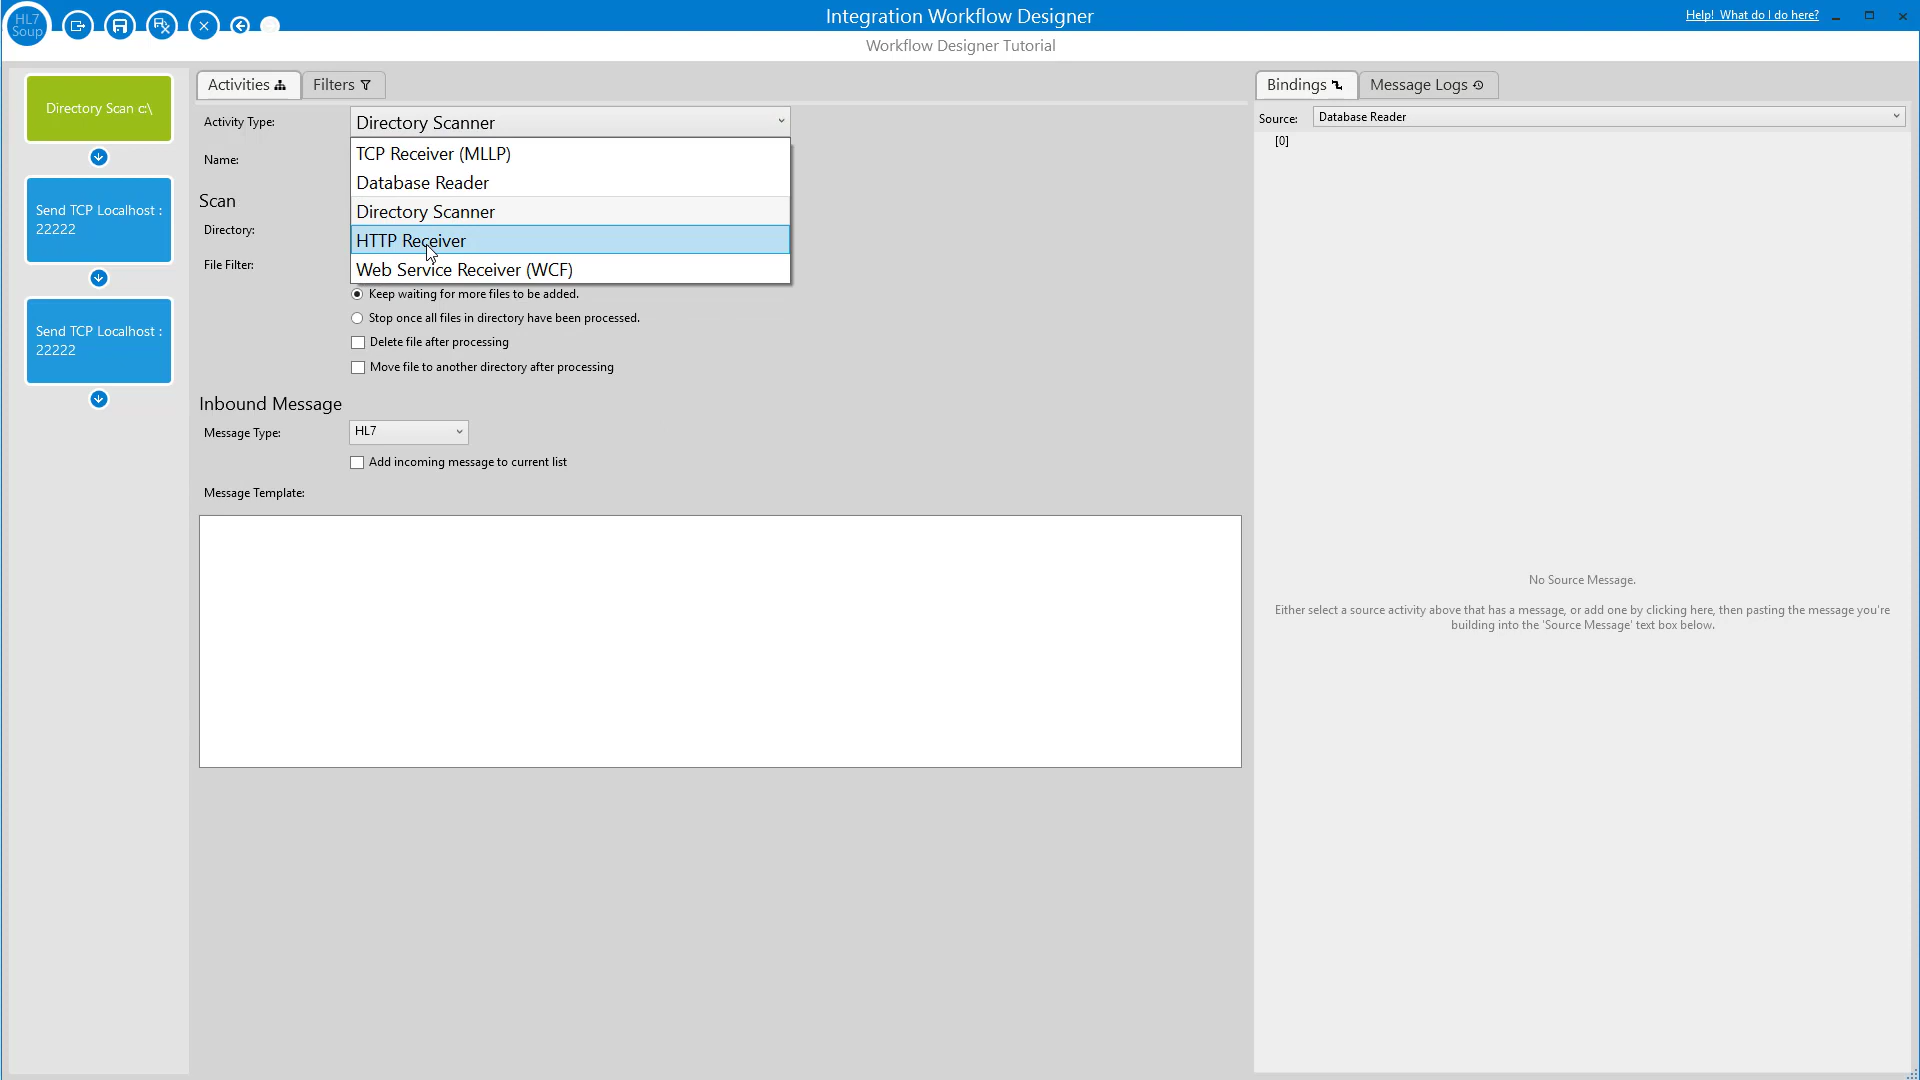 HL7
Soup
Integration Workflow Designer
Help! What do I do here?
Workflow Designer Tutorial
Directory Scan c:\
Send TCP Localhost :
22222
Send TCP Localhost :
22222
Activities
Filters
Activity Type:
Directory Scanner
TCP Receiver (MLLP)
Database Reader
Directory Scanner
HTTP Receiver
Web Service Receiver (WCF)
Name:
Scan
Directory:
File Filter:
Keep waiting for more files to be added.
Stop once all files in directory have been processed.
Delete file after processing
Move file to another directory after processing
Inbound Message
Message Type:
HL7
Add incoming message to current list
Message Template:
Bindings
Message Logs
Source:
Database Reader
[0]
No Source Message.
Either select a source activity above that has a message, or add one by clicking here, then pasting the message you're
building into the 'Source Message' text box below.